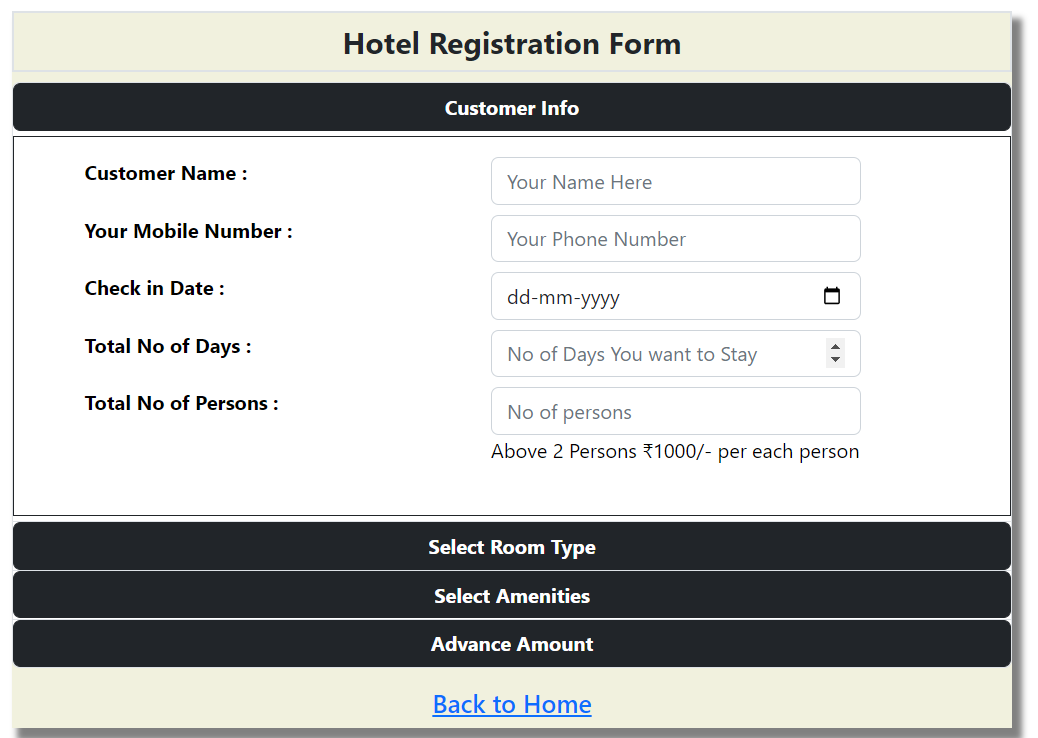 Hotel Registration Form
Customer Info
Customer Name :
Your Name Here
Your Mobile Number :
Your Phone Number
Check in Date :
dd-mm-yyyy
Total No of Days :
No of Days You want to Stay
Total No of Persons :
No of persons
Above 2 Persons ₹1000/- per each person
Select Room Type
Select Amenities
Advance Amount
Back to Home